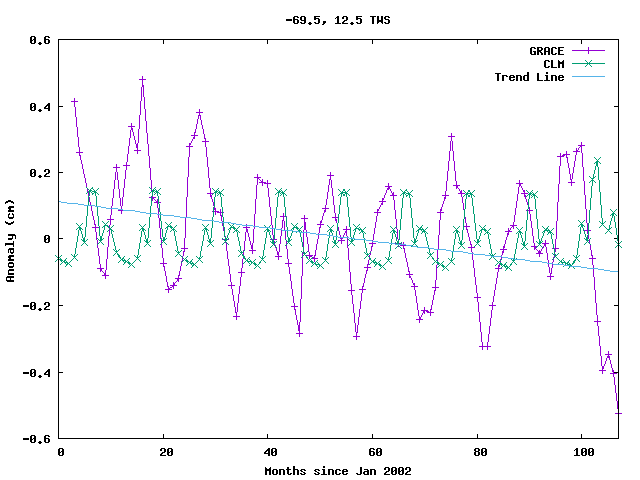 -69.5, 12.5 TWS
GRACE
CLM
Trend Line
0.6
0.4
0.2
0
-0.2
-0.4
-0.6
Anomaly (cm)
0 20 40 60 80 100
Months since Jan 2002